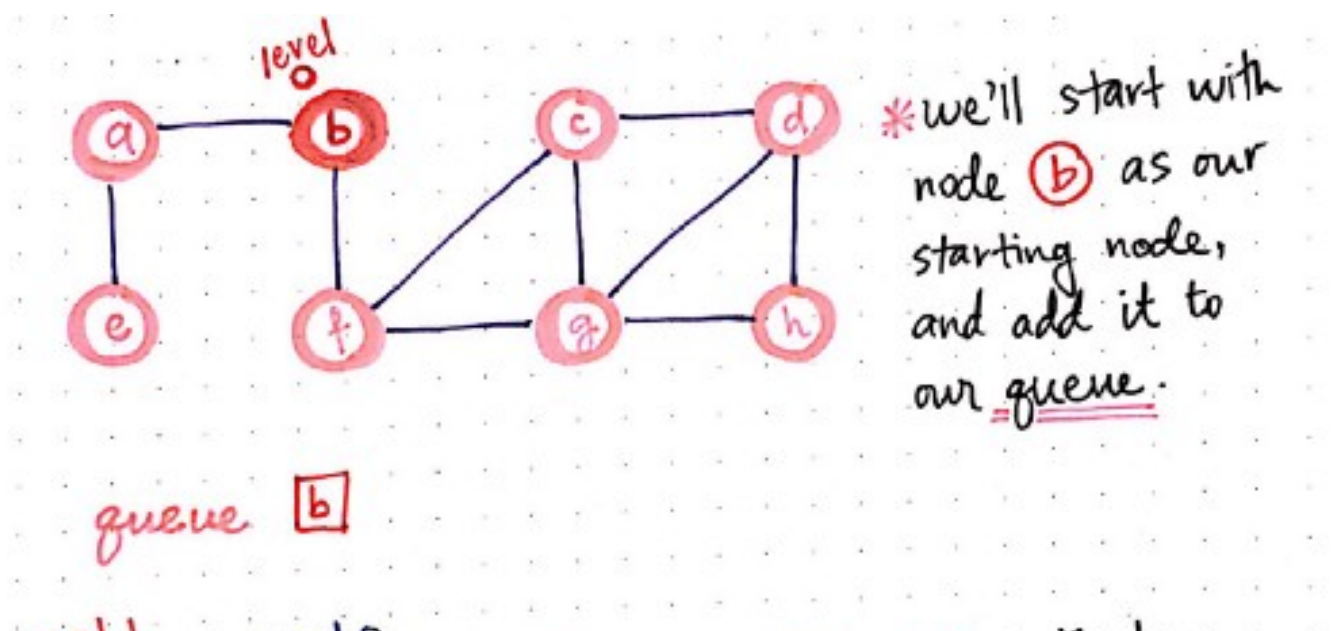 level
0
a
b
c
d
e
f
g
h
*we'll start with
node b as our
starting node,
and add it to
our queue.
queue b